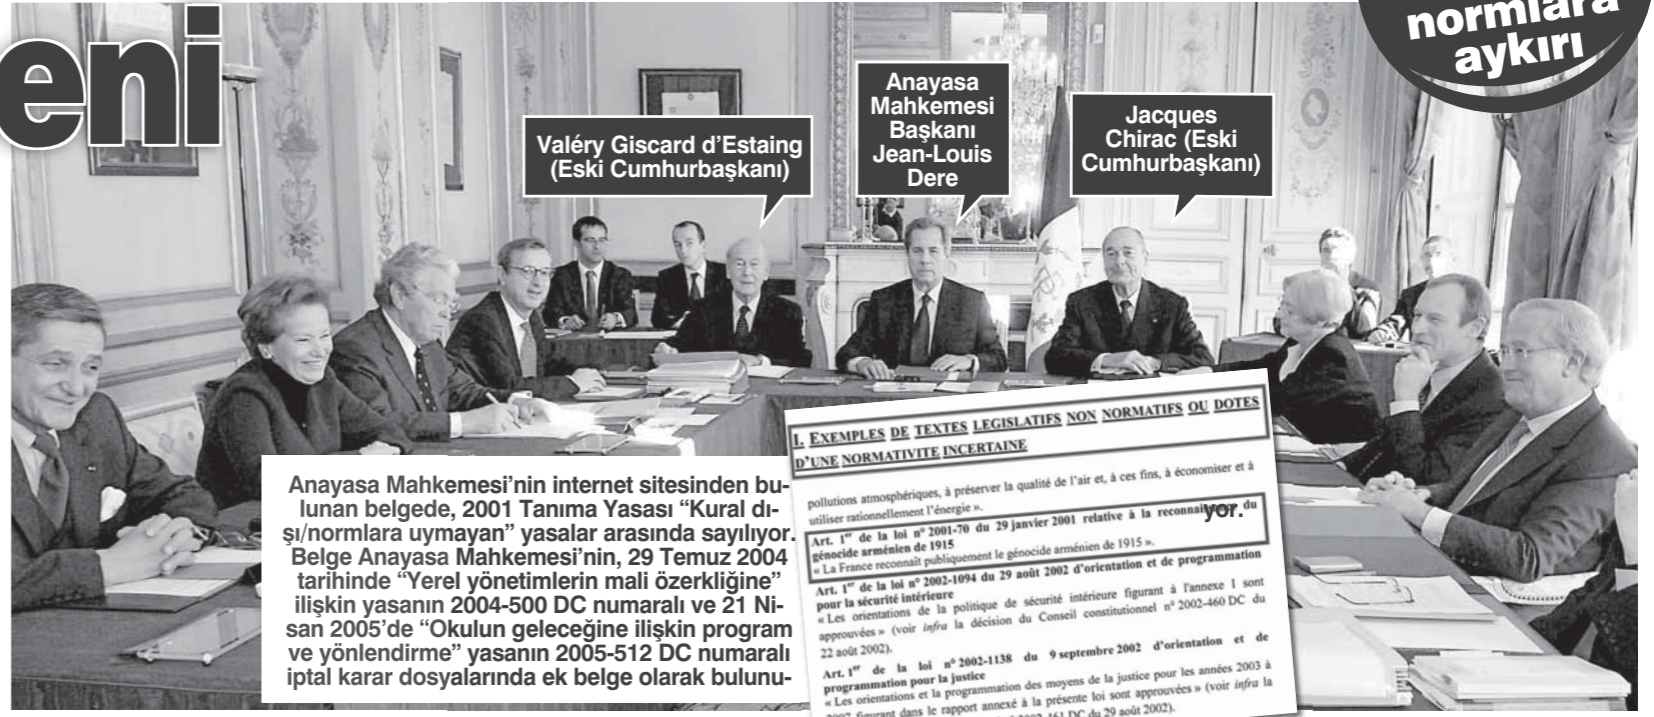 eni
normlara
aykırı
Valéry Giscard d’Estaing
(Eski Cumhurbaşkanı)
Anayasa
Mahkemesi
Başkanı
Jean-Louis
Dere
Jacques
Chirac (Eski
Cumhurbaşkanı)
Anayasa Mahkemesi’nin internet sitesinden bu-
lunan belgede, 2001 Tanıma Yasası “Kural dı-
şı/normlara uymayan” yasalar arasında sayılıyor.
Belge Anayasa Mahkemesi’nin, 29 Temuz 2004
tarihinde “Yerel yönetimlerin mali özerkliğine”
ilişkin yasanın 2004-500 DC numaralı ve 21 Ni-
san 2005’de “Okulun geleceğine ilişkin program
ve yönlendirme” yasanın 2005-512 DC numaralı
iptal karar dosyalarında ek belge olarak bulunu-
yor.
I. EXEMPLES DE TEXTES LEGISLATIFS NON NORMATIFS OU DOTES
D’UNE NORMATIVITE INCERTAINE
pollutions atmosphériques, à préserver la qualité de l’air et, à ces fins, à économiser et à
utiliser rationnellement l’énergie ».
Art. 1er de la loi n° 2001-70 du 29 janvier 2001 relative à la reconnaissance du
génocide arménien de 1915
« La France reconnaît publiquement le génocide arménien de 1915 ».
Art. 1er de la loi n° 2002-1094 du 29 août 2002 d’orientation et de programmation
pour la sécurité intérieure
« Les orientations de la politique de sécurité intérieure figurant à l’annexe I sont
approuvées » (voir infra la décision du Conseil constitutionnel n° 2002-460 DC du
22 août 2002).
Art. 1er de la loi n° 2002-1138 du 9 septembre 2002 d’orientation et de
programmation pour la justice
« Les orientations et la programmation des moyens de la justice pour les années 2003 à
2007 figurant dans le rapport annexé à la présente loi sont approuvées » (voir infra la
2002-461 DC du 29 août 2002).